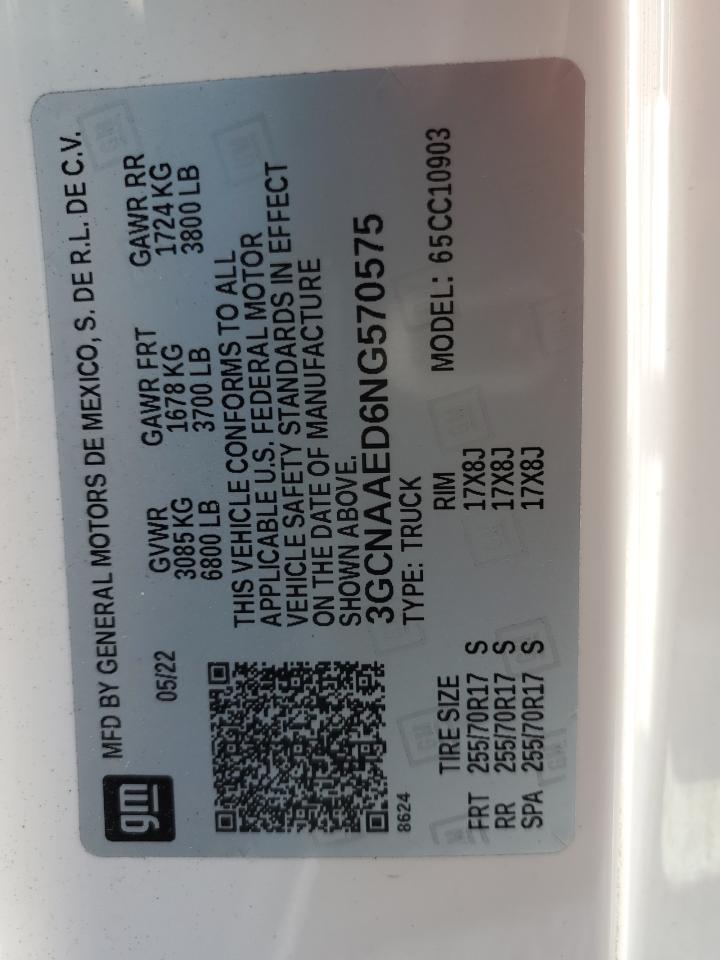 gm
MFD BY GENERAL MOTORS DE MEXICO, S. DE R.L. DE C.V.
05/22
GVWR GAWR FRT GAWR RR
3085 KG 1678 KG 1724 KG
6800 LB 3700 LB 3800 LB
THIS VEHICLE CONFORMS TO ALL
APPLICABLE U.S. FEDERAL MOTOR
VEHICLE SAFETY STANDARDS IN EFFECT
ON THE DATE OF MANUFACTURE
SHOWN ABOVE.
3GCNAAED6NG570575
8624
TYPE: TRUCK MODEL: 65CC10903
TIRE SIZE RIM
FRT 255/70R17 S 17X8J
RR 255/70R17 S 17X8J
SPA 255/70R17 S 17X8J